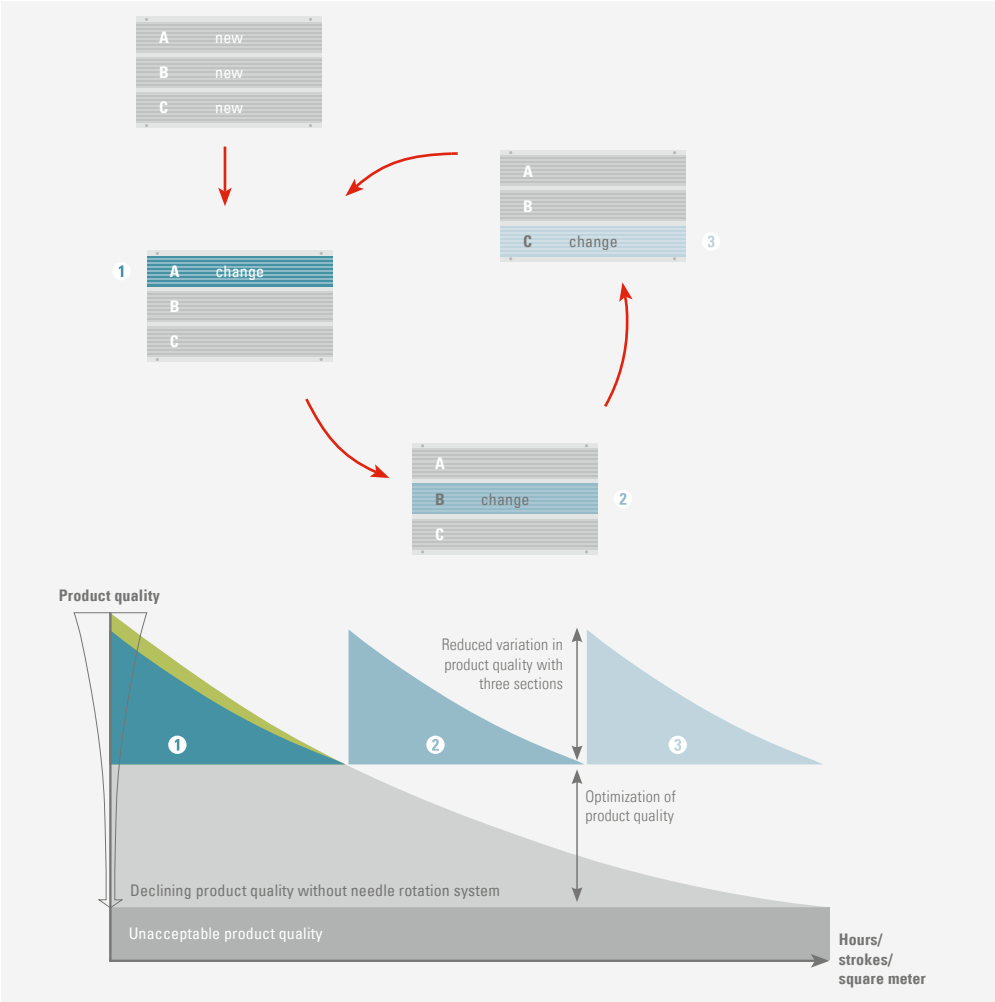 A new
B new
C new
A
B
C change
3
1
A change
B
C
A
B change
2
C
Product quality
Reduced variation in
product quality with
three sections
1
2
3
Optimization of
product quality
Declining product quality without needle rotation system
Unacceptable product quality
Hours/
strokes/
square meter